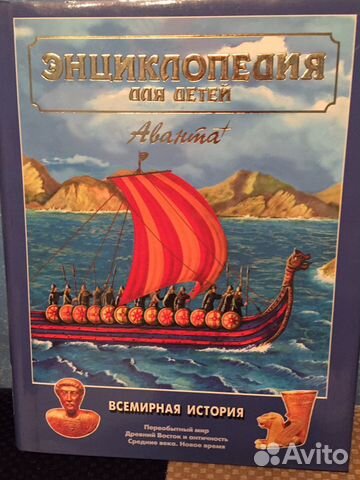 ЭНЦИКЛОПЕДИЯ
ДЛЯ ДЕТЕЙ
Аванта+
ВСЕМИРНАЯ ИСТОРИЯ
Первобытный мир
Древний Восток и античность
Средние века. Новое время
Avito